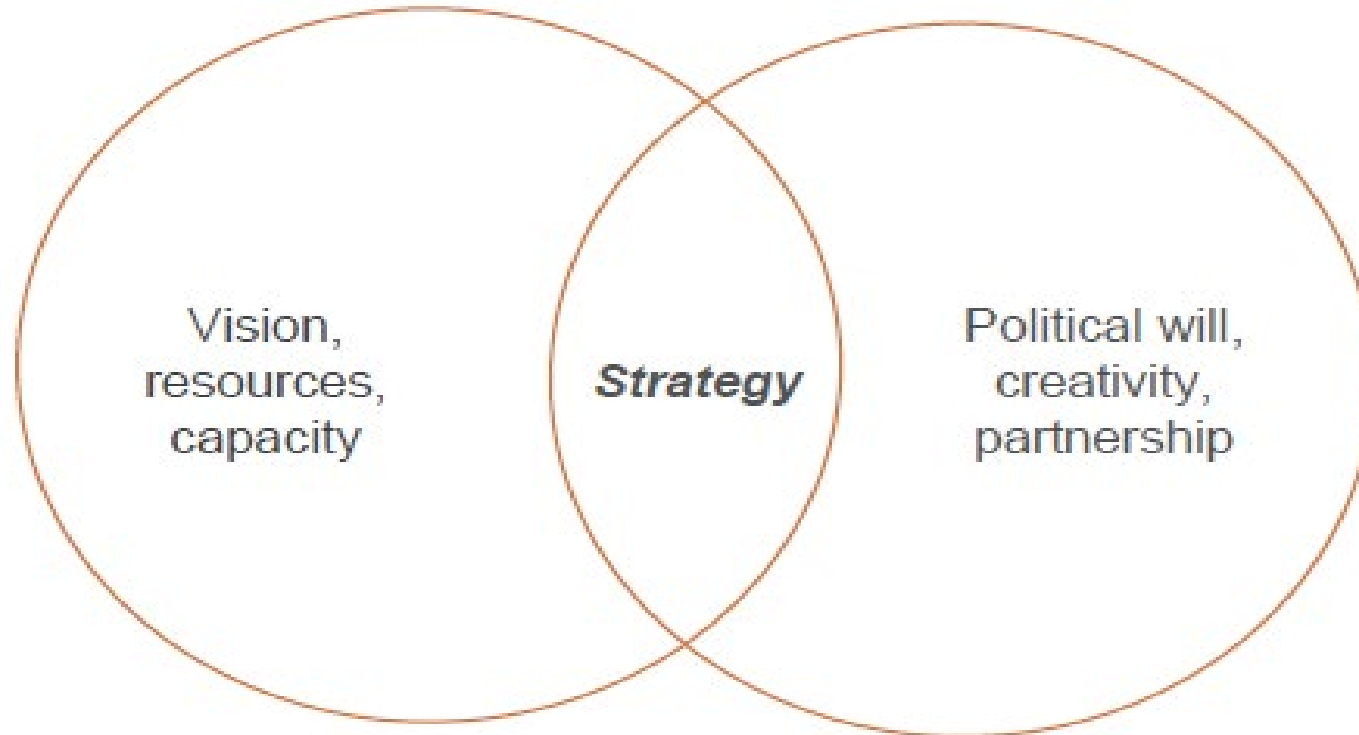 Vision,
resources,
capacity
Strategy
Political will,
creativity,
partnership